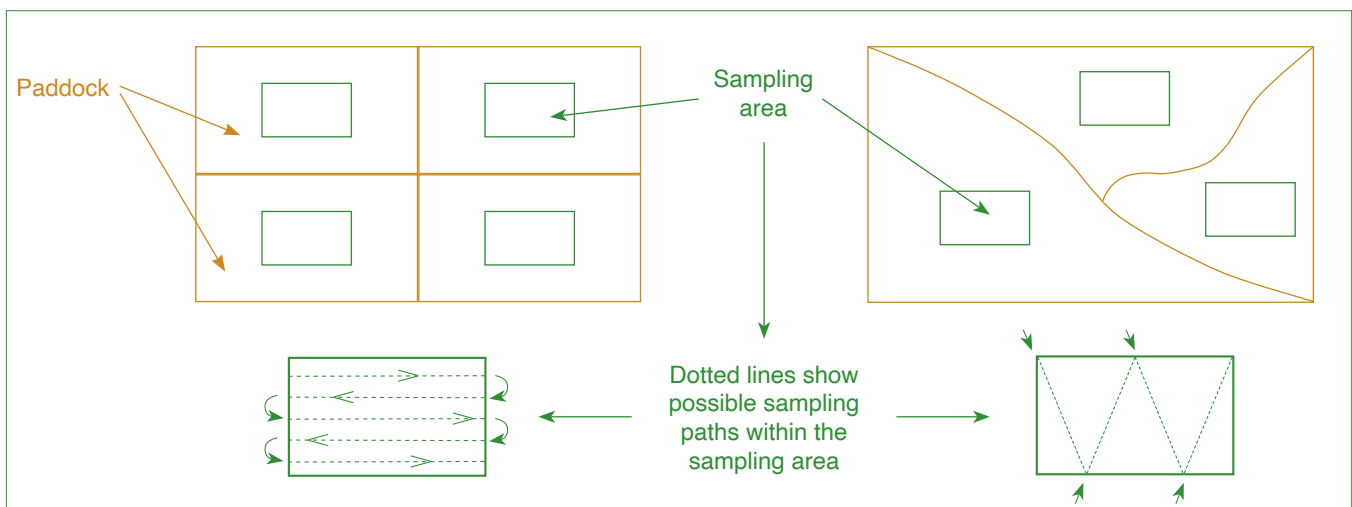 Paddock
Sampling
area
Dotted lines show
possible sampling
paths within the
sampling area